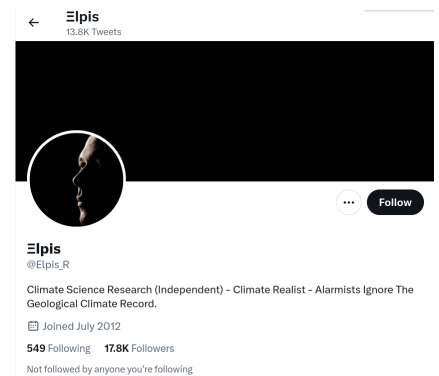 Ξlpis
13.8K Tweets
Follow
Ξlpis
@Elpis_R
Climate Science Research (Independent) - Climate Realist - Alarmists Ignore The
Geological Climate Record.
Joined July 2012
549 Following 17.8K Followers
Not followed by anyone you're following